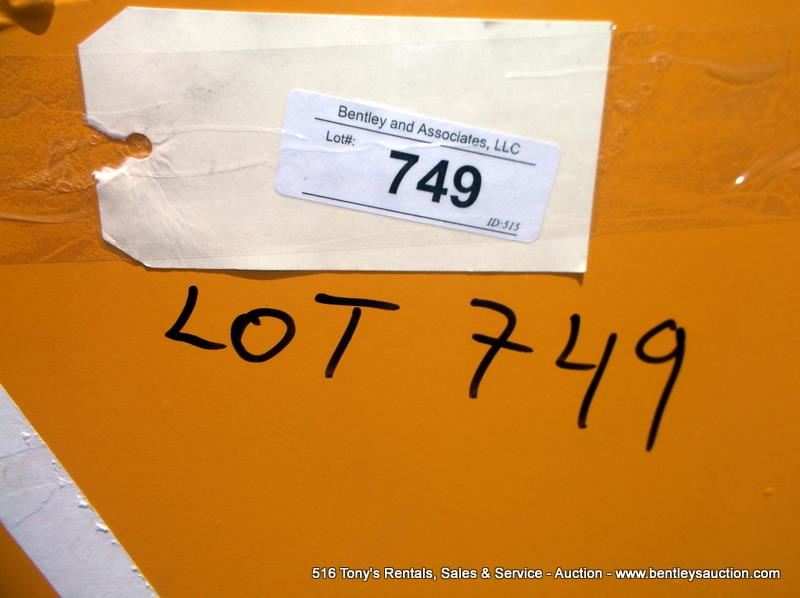 Bentley and Associates, LLC
Lot#:
749
ID:515
LOT 749
516 Tony's Rentals, Sales & Service - Auction - www.bentleysauction.com